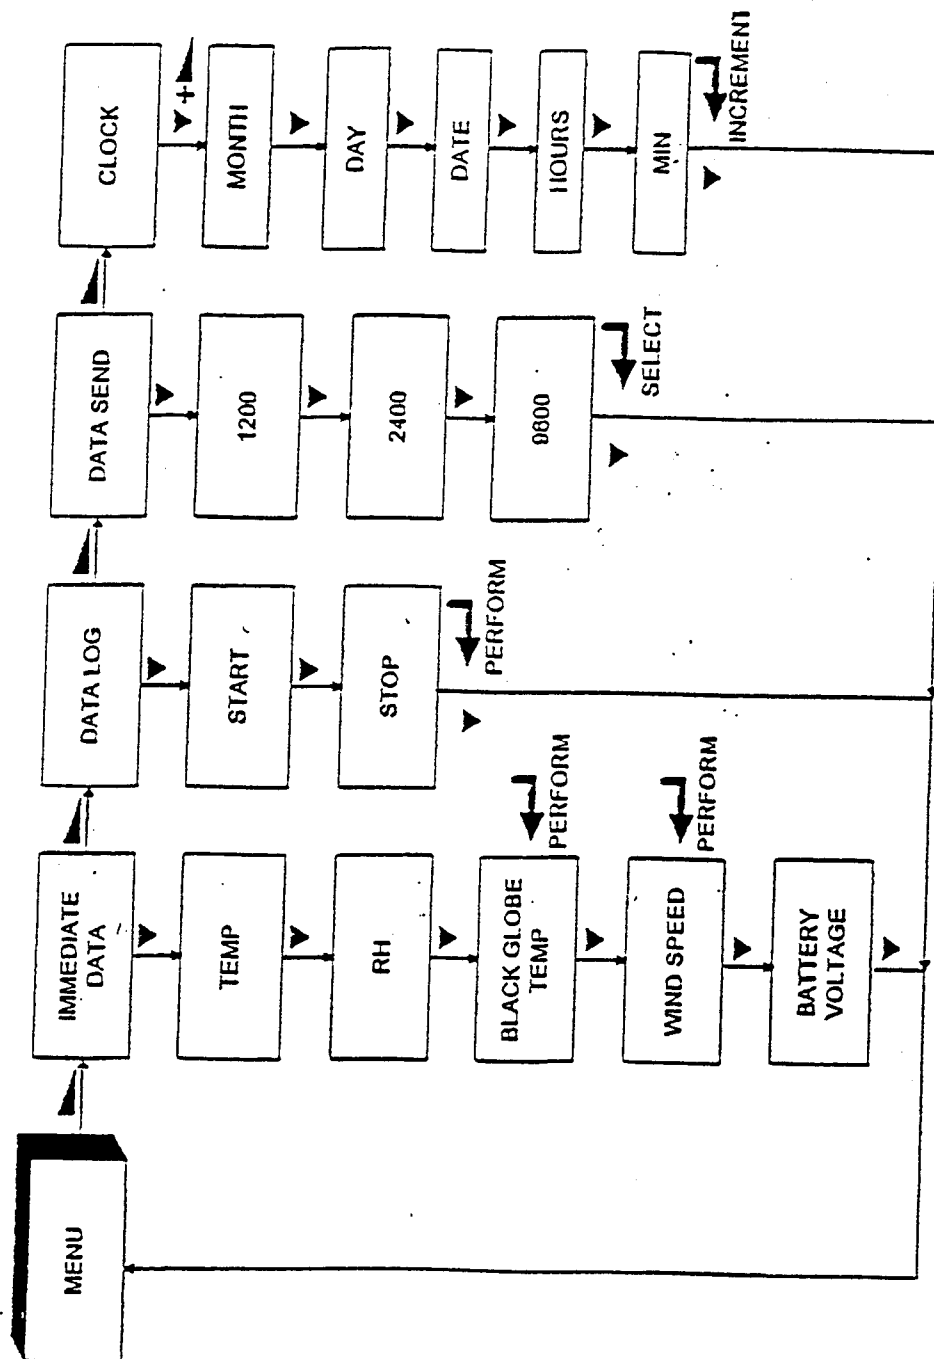 MENU
IMMEDIATE
DATA
TEMP
RH
BLACK GLOBE
TEMP
PERFORM
WIND SPEED
PERFORM
BATTERY
VOLTAGE
DATA LOG
START
STOP
PERFORM
DATA SEND
1200
2400
9600
SELECT
CLOCK
+
MONTH
DAY
DATE
HOURS
MIN
INCREMENT